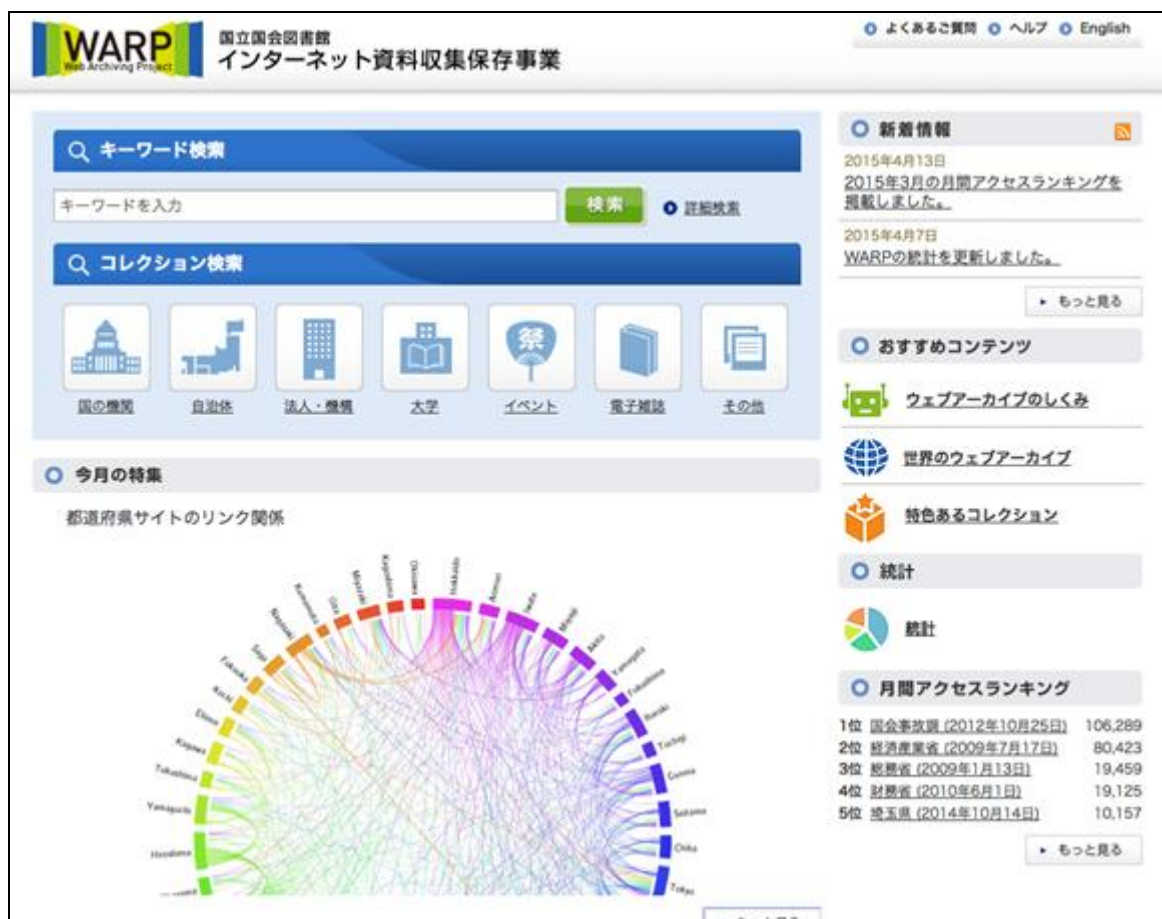 WARP
Web Archiving Project
国立国会図書館
インターネット資料収集保存事業
よくあるご質問 ヘルプ English
キーワード検索
キーワードを入力
検索
詳細検索
コレクション検索
祭
国の機関 自治体 法人・機構 大学 イベント 電子雑誌 その他
今月の特集
都道府県サイトのリンク関係
Hiroshima
Yamaguchi
Tokushima
Kagawa
Ehime
Kochi
Fukuoka
Saga
Nagasaki
Kumamoto
Oita
Miyazaki
Kagoshima
Okinawa
Hokkaido
Aomori
Iwate
Miyagi
Akita
Yamagata
Fukushima
Ibaraki
Tochigi
Gunma
Saitama
Chiba
Tokyo
新着情報
2015年4月13日
2015年3月の月間アクセスランキングを
掲載しました。
2015年4月7日
WARPの統計を更新しました。
もっと見る
おすすめコンテンツ
ウェブアーカイブのしくみ
世界のウェブアーカイブ
特色あるコレクション
統計
統計
月間アクセスランキング
1位 国会事故調 (2012年10月25日) 106,289
2位 経済産業省 (2009年7月17日) 80,423
3位 総務省 (2009年1月13日) 19,459
4位 財務省 (2010年6月1日) 19,125
5位 埼玉県 (2014年10月14日) 10,157
もっと見る